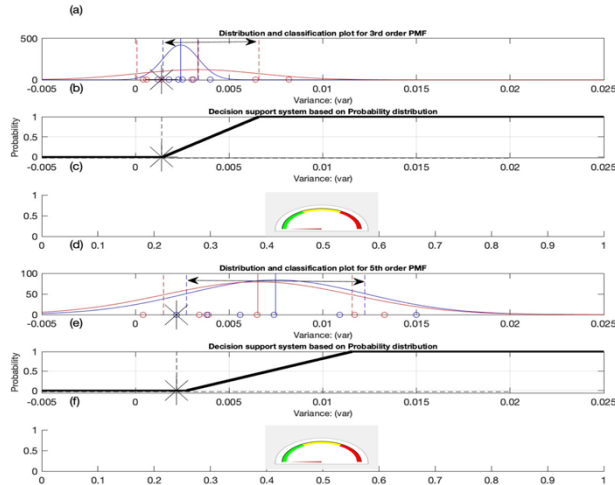 (a)
Distribution and classification plot for 3rd order PMF
500
0
-0.005 0 0.005 0.01 0.015 0.02 0.025
(b) Variance: (var)
Decision support system based on Probability distribution
Probability
1
0.5
0
-0.005 0 0.005 0.01 0.015 0.02 0.025
(c) Variance: (var)
1
0.5
0
0 0.1 0.2 0.3 0.4 0.5 0.6 0.7 0.8 0.9 1
(d)
Distribution and classification plot for 5th order PMF
100
50
0
-0.005 0 0.005 0.01 0.015 0.02 0.025
(e) Variance: (var)
Decision support system based on Probability distribution
Probability
1
0.5
0
-0.005 0 0.005 0.01 0.015 0.02 0.025
(f) Variance: (var)
1
0.5
0
0 0.1 0.2 0.3 0.4 0.5 0.6 0.7 0.8 0.9 1